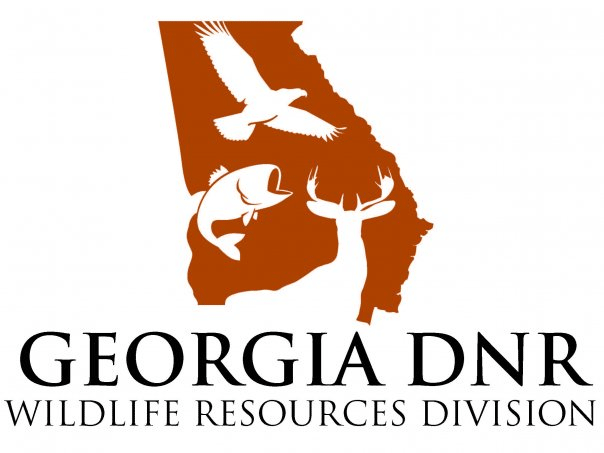 GEORGIA DNR
WILDLIFE RESOURCES DIVISION